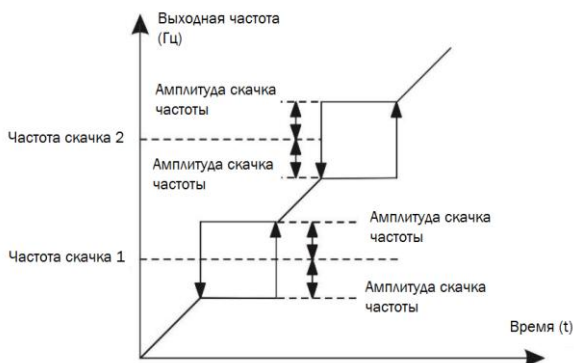 Выходная частота
(Гц)
Амплитуда скачка
частоты
Частота скачка 2
Амплитуда скачка
частоты
Амплитуда скачка
частоты
Частота скачка 1
Амплитуда скачка
частоты
Время (t)